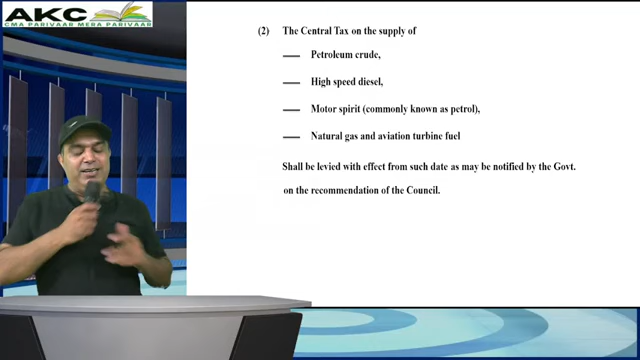 AKC
CMA PARIVAAR MERA PARIVAAR
(2) The Central Tax on the supply of
— Petroleum crude,
— High speed diesel,
— Motor spirit (commonly known as petrol),
— Natural gas and aviation turbine fuel
Shall be levied with effect from such date as may be notified by the Govt.
on the recommendation of the Council.